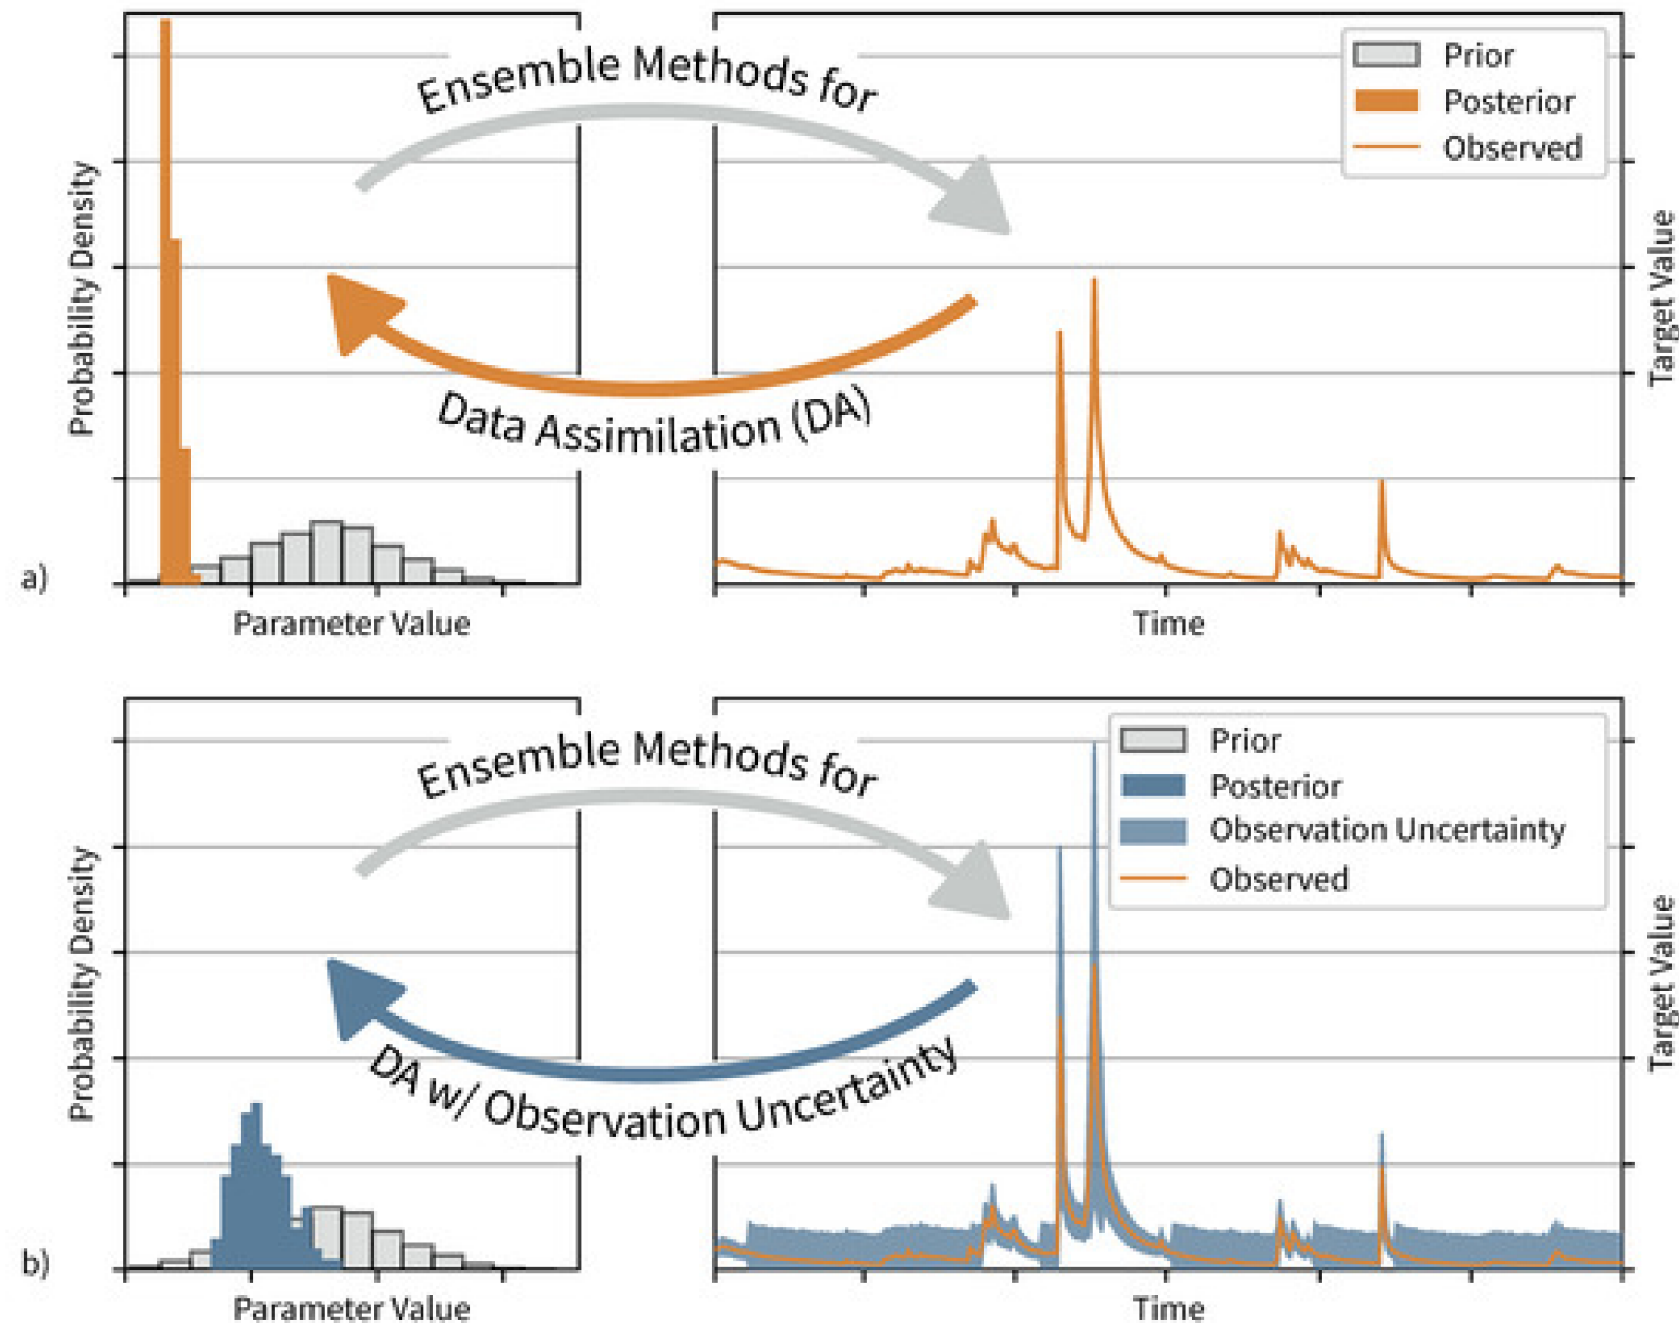 Ensemble Methods for
Prior
Posterior
Observed
Probability Density
Target Value
Data Assimilation (DA)
a)
Parameter Value
Time
Ensemble Methods for
Prior
Posterior
Observation Uncertainty
Observed
Probability Density
Target Value
DA w/ Observation Uncertainty
b)
Parameter Value
Time